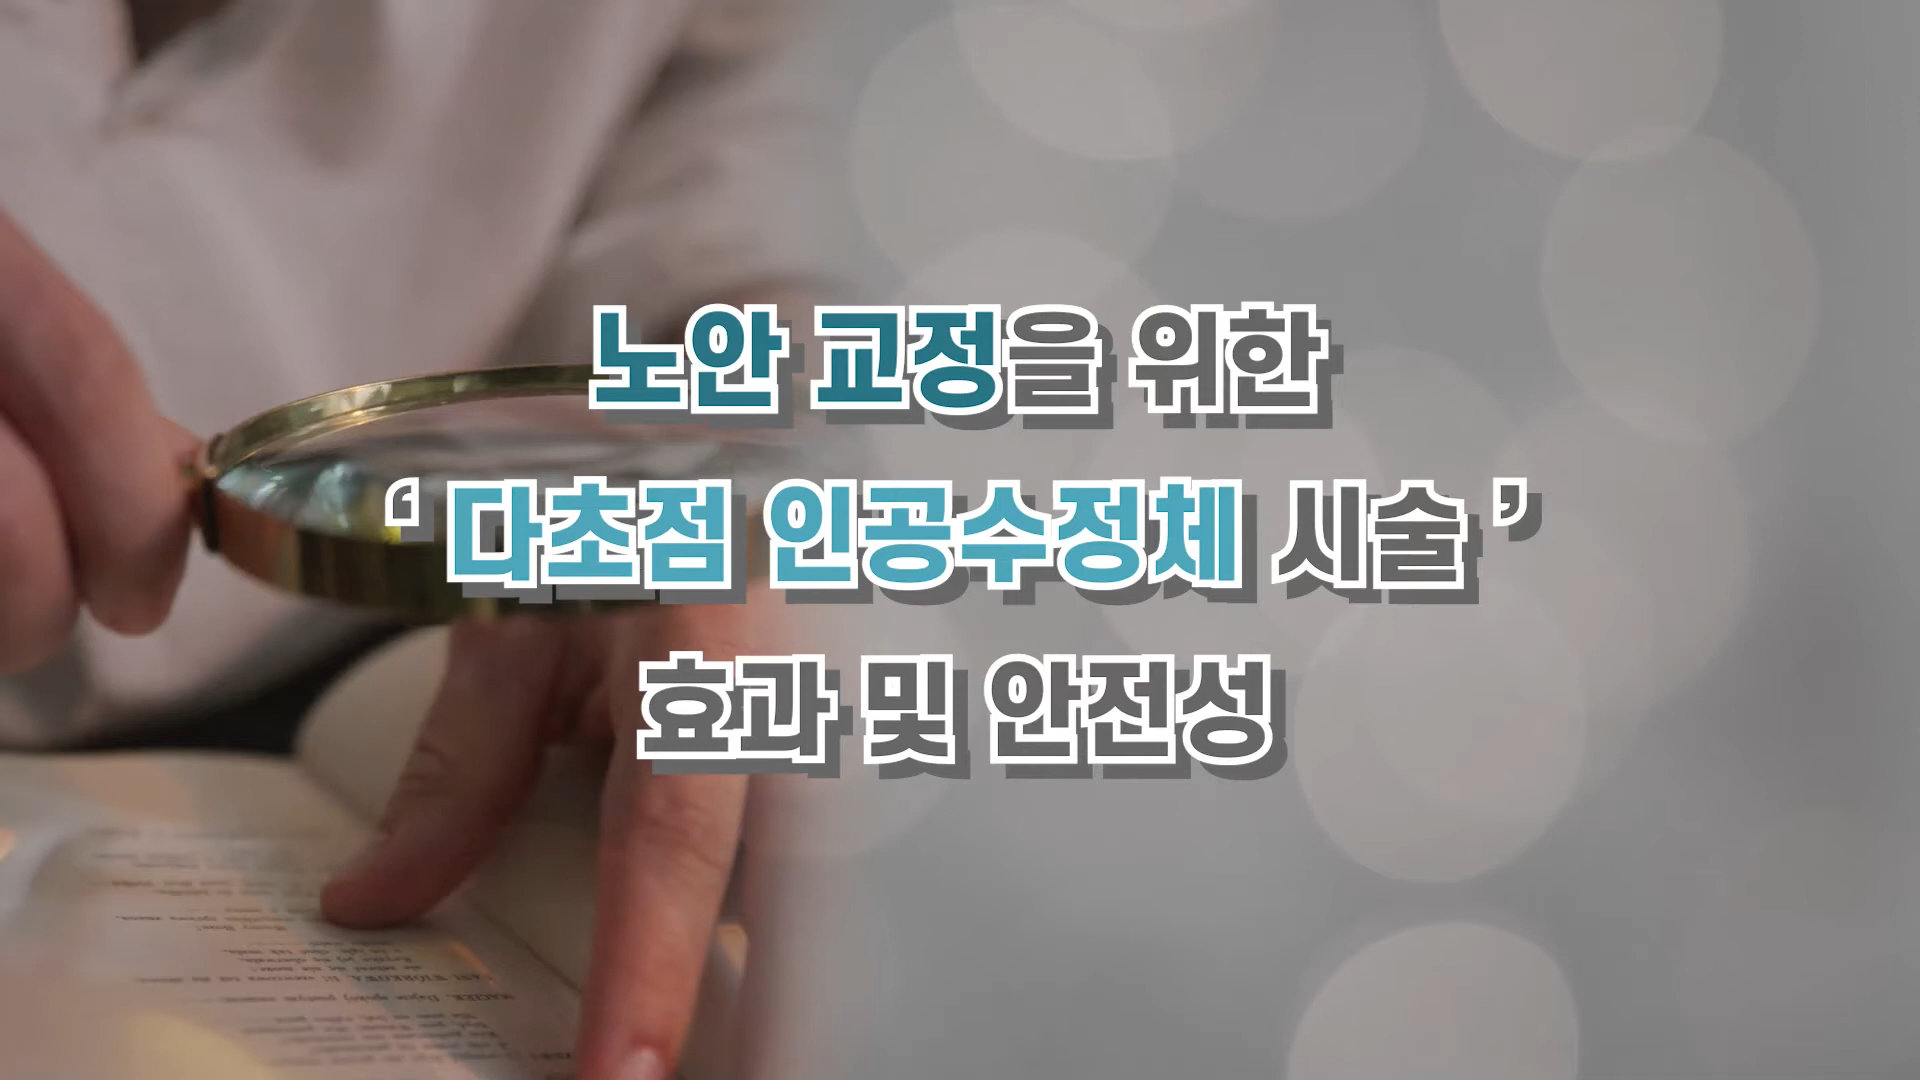 노안 교정을 위한
‘ 다초점 인공수정체 시술 ’
효과 및 안전성